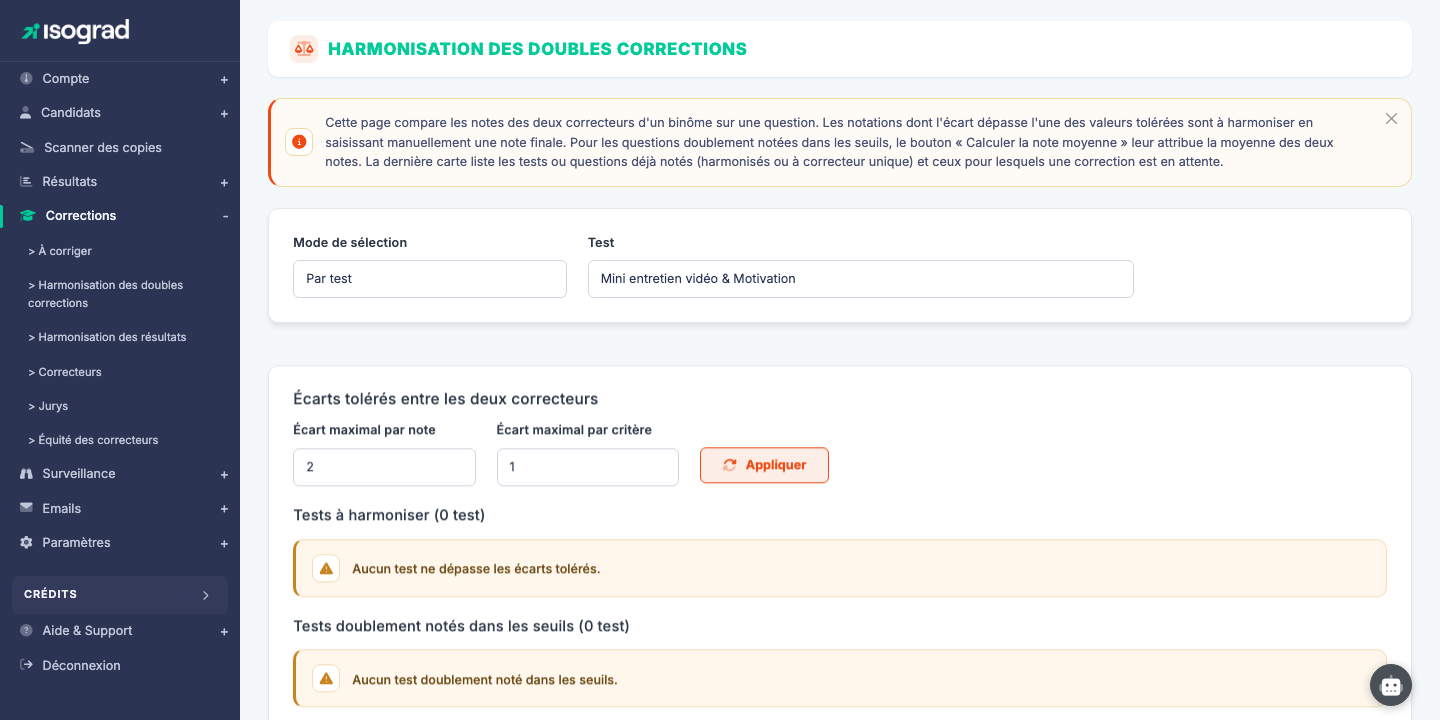 isograd
Compte +
Candidats +
Scanner des copies
Résultats +
Corrections -
> À corriger
> Harmonisation des doubles
corrections
> Harmonisation des résultats
> Correcteurs
> Jurys
> Équité des correcteurs
Surveillance +
Emails +
Paramètres +
CRÉDITS
Aide & Support +
Déconnexion
HARMONISATION DES DOUBLES CORRECTIONS
Cette page compare les notes des deux correcteurs d'un binôme sur une question. Les notations dont l'écart dépasse l'une des valeurs tolérées sont à harmoniser en
saisissant manuellement une note finale. Pour les questions doublement notées dans les seuils, le bouton « Calculer la note moyenne » leur attribue la moyenne des deux
notes. La dernière carte liste les tests ou questions déjà notés (harmonisés ou à correcteur unique) et ceux pour lesquels une correction est en attente.
Mode de sélection Test
Par test Mini entretien vidéo & Motivation
Écarts tolérés entre les deux correcteurs
Écart maximal par note Écart maximal par critère
2 1 Appliquer
Tests à harmoniser (0 test)
Aucun test ne dépasse les écarts tolérés.
Tests doublement notés dans les seuils (0 test)
Aucun test doublement noté dans les seuils.